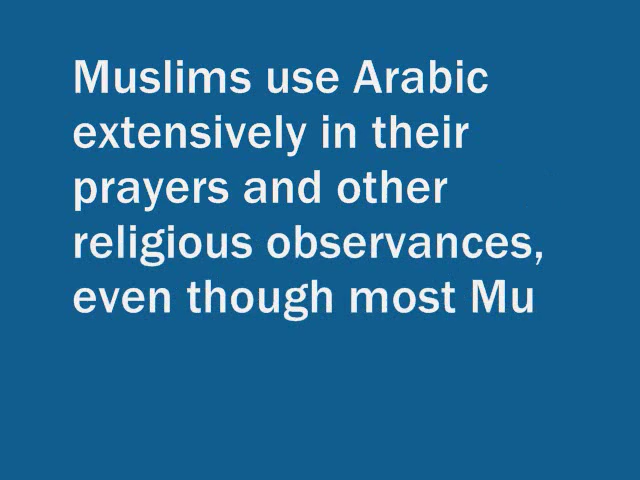 Muslims use Arabic
extensively in their
prayers and other
religious observances,
even though most Mu